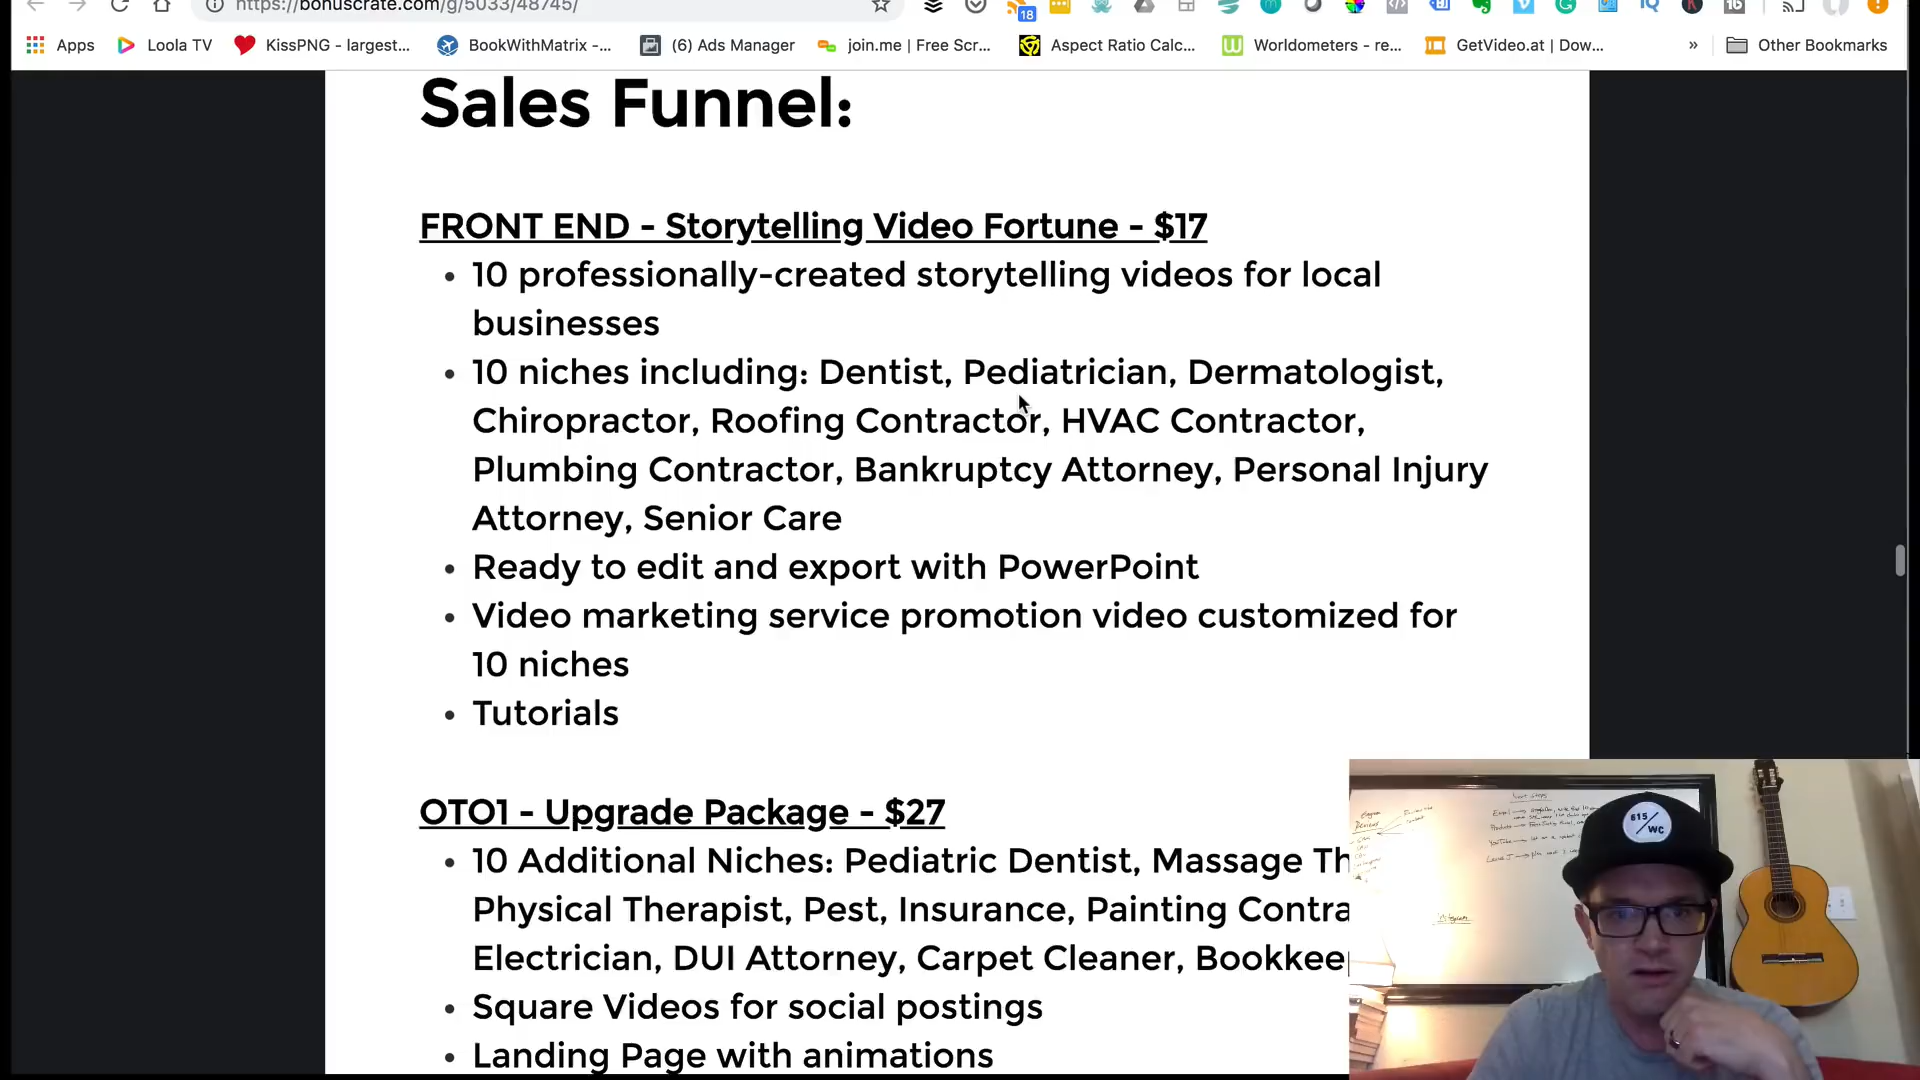 https://bonuscrate.com/g/5033/48745/
18
Apps
Loola TV
KissPNG - largest...
BookWithMatrix -...
(6) Ads Manager
join.me | Free Scr...
Aspect Ratio Calc...
Worldometers - re...
GetVideo.at | Dow...
»
Other Bookmarks
Sales Funnel:
FRONT END - Storytelling Video Fortune - $17
• 10 professionally-created storytelling videos for local
businesses
• 10 niches including: Dentist, Pediatrician, Dermatologist,
Chiropractor, Roofing Contractor, HVAC Contractor,
Plumbing Contractor, Bankruptcy Attorney, Personal Injury
Attorney, Senior Care
• Ready to edit and export with PowerPoint
• Video marketing service promotion video customized for
10 niches
• Tutorials
OTO1 - Upgrade Package - $27
• 10 Additional Niches: Pediatric Dentist, Massage Th
Physical Therapist, Pest, Insurance, Painting Contra
Electrician, DUI Attorney, Carpet Cleaner, Bookkee
• Square Videos for social postings
• Landing Page with animations
615/WC